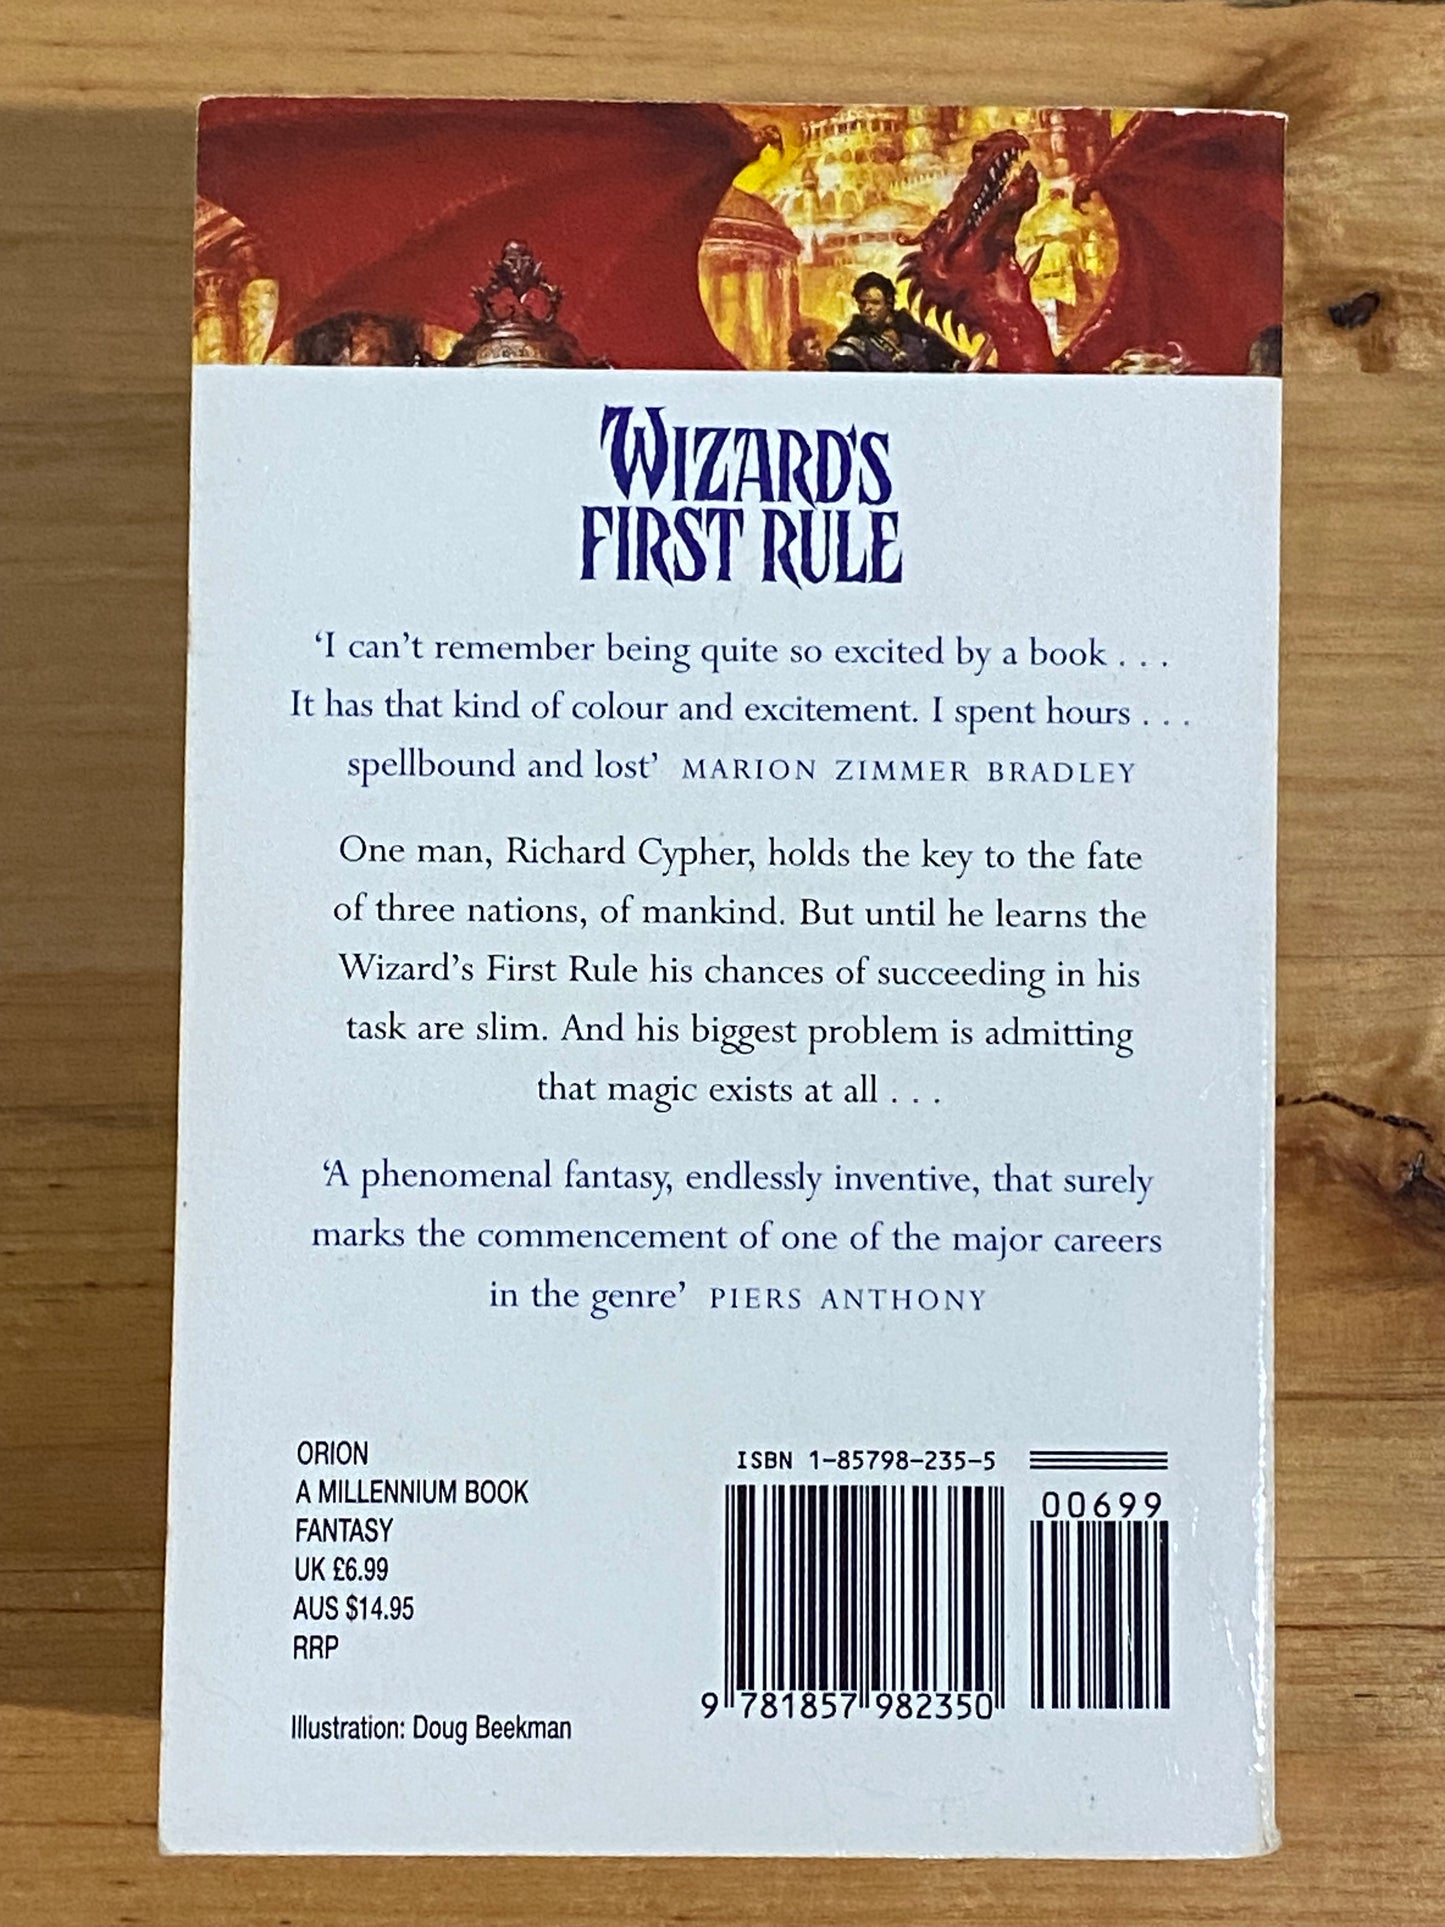 WIZARD'S
FIRST RULE
‘I can’t remember being quite so excited by a book . . .
It has that kind of colour and excitement. I spent hours . . .
spellbound and lost’ MARION ZIMMER BRADLEY
One man, Richard Cypher, holds the key to the fate
of three nations, of mankind. But until he learns the
Wizard’s First Rule his chances of succeeding in his
task are slim. And his biggest problem is admitting
that magic exists at all . . .
‘A phenomenal fantasy, endlessly inventive, that surely
marks the commencement of one of the major careers
in the genre’ PIERS ANTHONY
ORION
A MILLENNIUM BOOK
FANTASY
UK £6.99
AUS $14.95
RRP
Illustration: Doug Beekman
ISBN 1-85798-235-5
00699
9 781857 982350